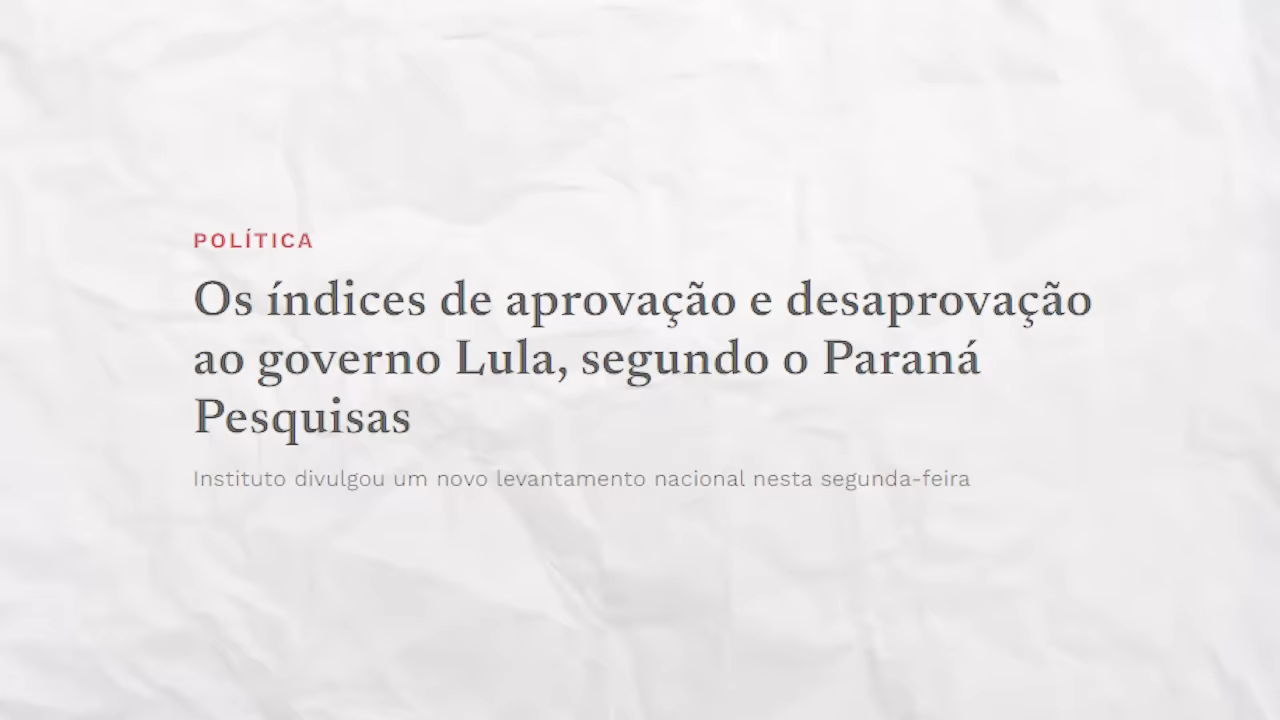 POLÍTICA
Os índices de aprovação e desaprovação
ao governo Lula, segundo o Paraná
Pesquisas
Instituto divulgou um novo levantamento nacional nesta segunda-feira